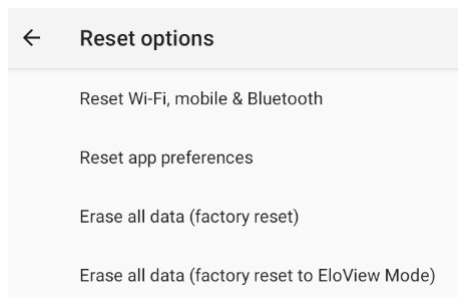 Reset options
Reset Wi-Fi, mobile & Bluetooth
Reset app preferences
Erase all data (factory reset)
Erase all data (factory reset to EloView Mode)